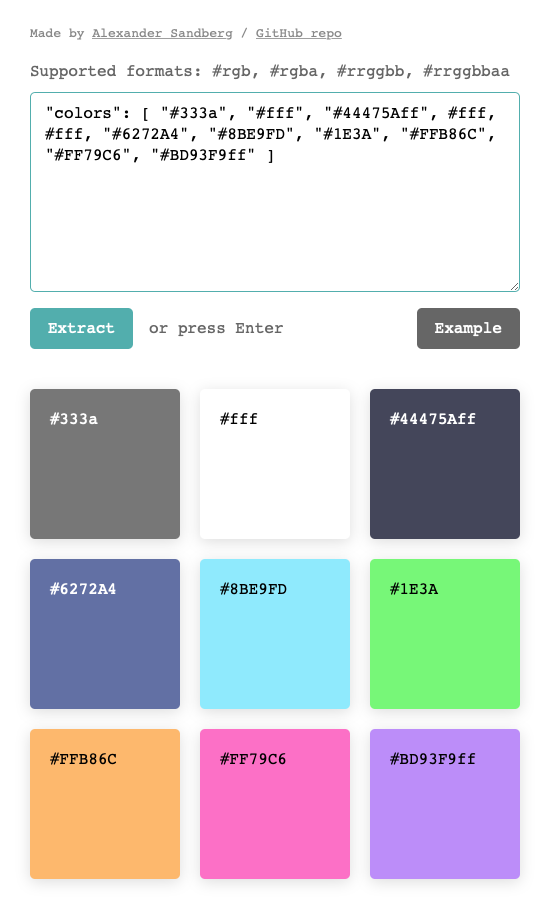 Made by Alexander Sandberg / GitHub repo
Supported formats: #rgb, #rgba, #rrggbb, #rrggbbaa
"colors": [ "#333a", "#fff", "#44475Aff", #fff,
#fff, "#6272A4", "#8BE9FD", "#1E3A", "#FFB86C",
"#FF79C6", "#BD93F9ff" ]
Extract or press Enter Example
#333a #fff #44475Aff
#6272A4 #8BE9FD #1E3A
#FFB86C #FF79C6 #BD93F9ff